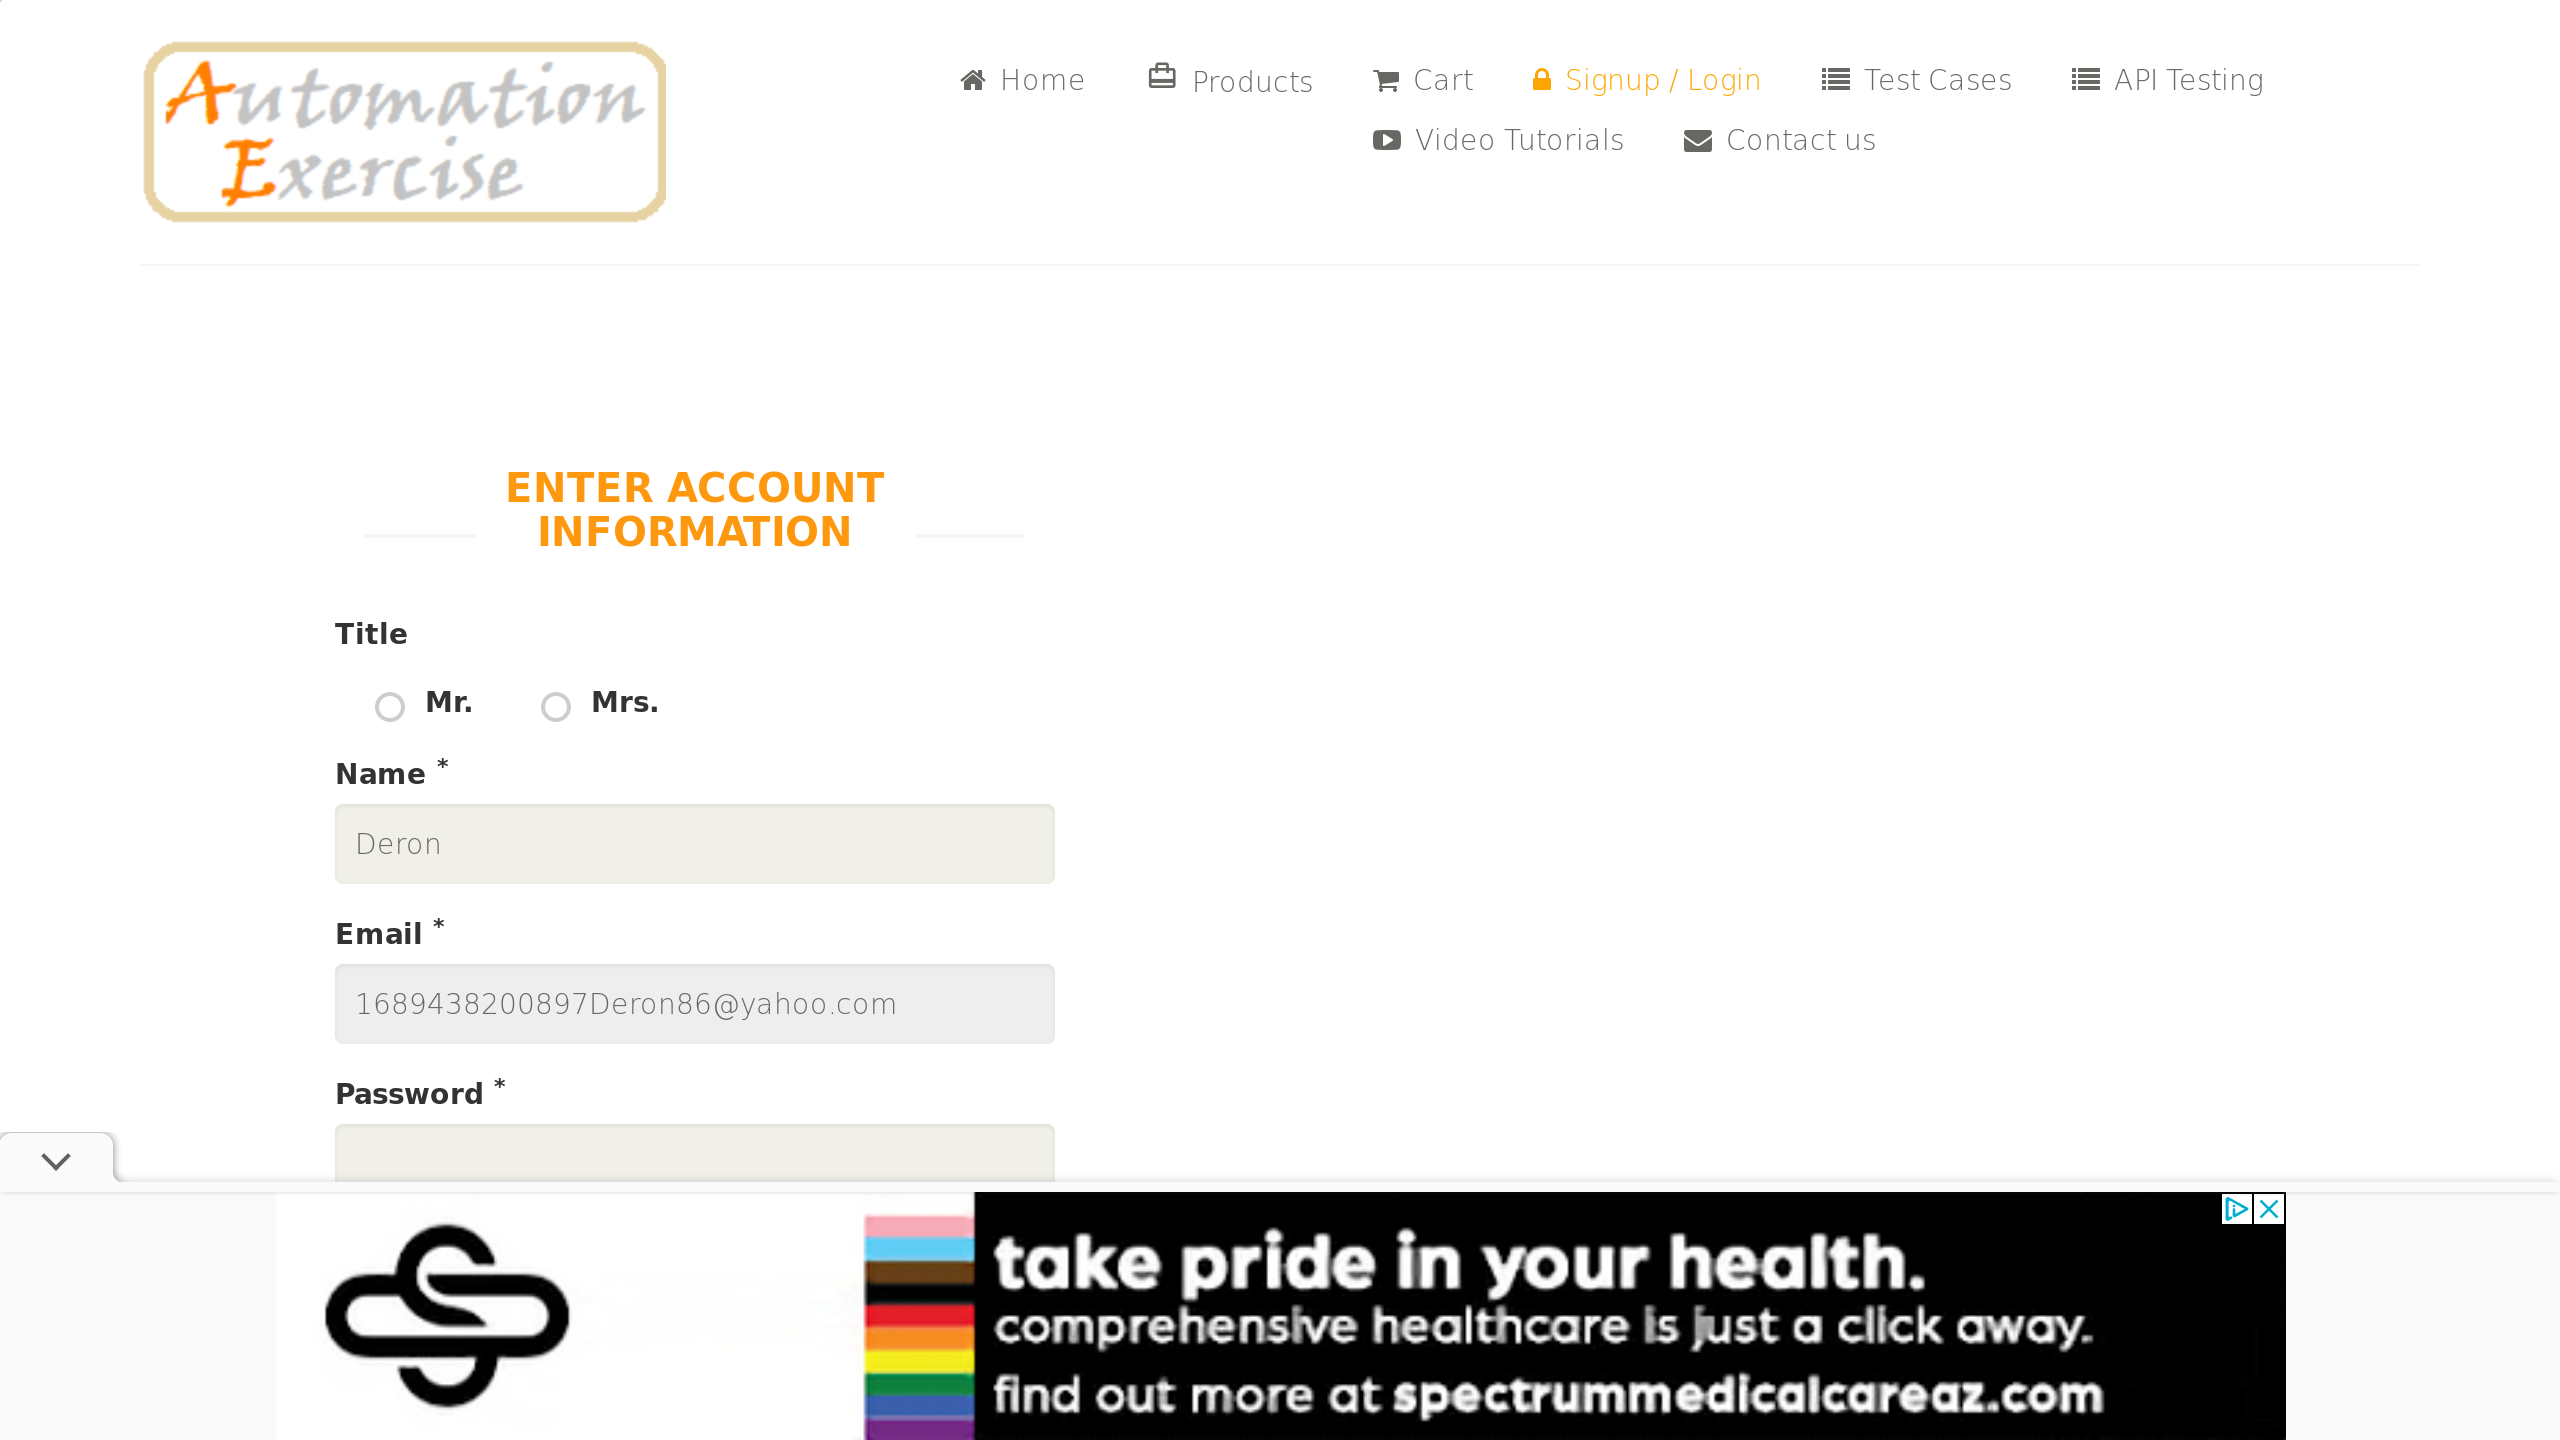 Automation
Exercise
Home
Products
Cart
Signup / Login
Test Cases
API Testing
Video Tutorials
Contact us
ENTER ACCOUNT
INFORMATION
Title
Mr.
Mrs.
Name *
Deron
Email *
1689438200897Deron86@yahoo.com
Password *
take pride in your health.
comprehensive healthcare is just a click away.
find out more at spectrummedicalcareaz.com